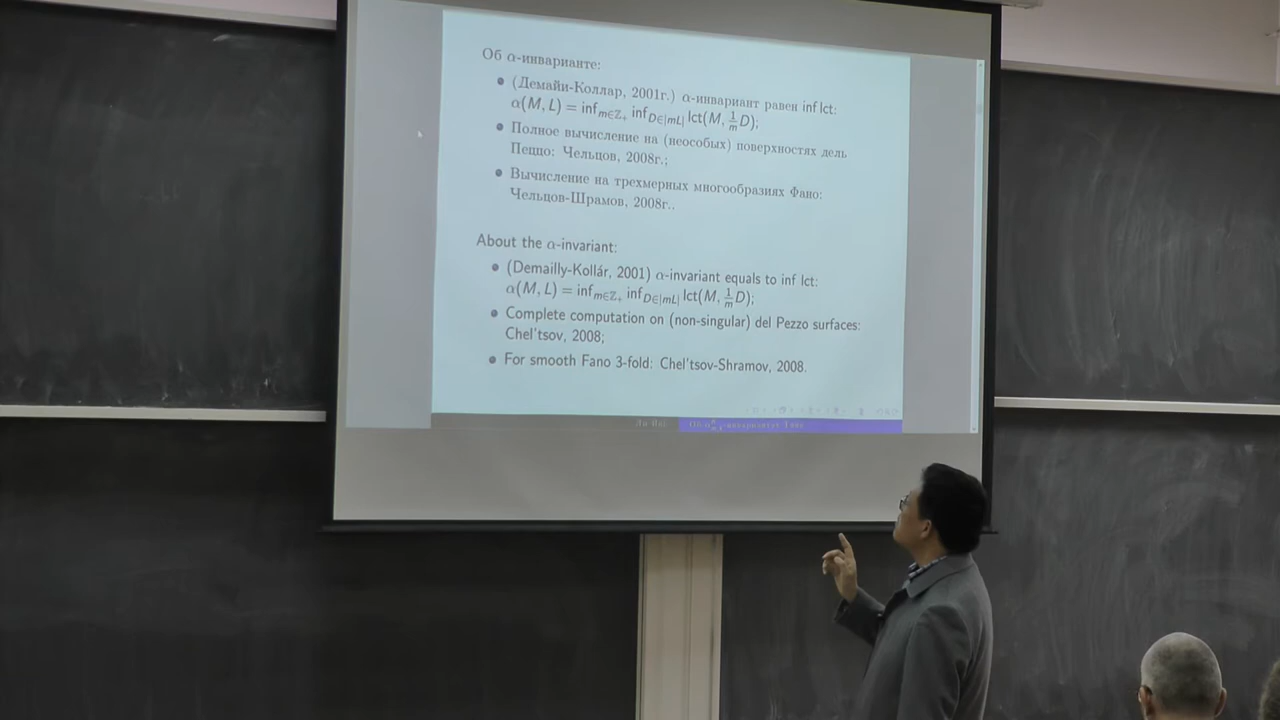 Об α-инварианте:
• (Демайи-Коллар, 2001г.) α-инвариант равен inf lct:
α(M, L) = inf_{m∈ℤ₊} inf_{D∈|mL|} lct(M, \frac{1}{m}D);
• Полное вычисление на (неособых) поверхностях дель
Пеццо: Чельцов, 2008г.;
• Вычисление на трехмерных многообразиях Фано:
Чельцов-Шрамов, 2008г..
About the α-invariant:
• (Demailly-Kollár, 2001) α-invariant equals to inf lct:
α(M, L) = inf_{m∈ℤ₊} inf_{D∈|mL|} lct(M, \frac{1}{m}D);
• Complete computation on (non-singular) del Pezzo surfaces:
Chel'tsov, 2008;
• For smooth Fano 3-fold: Chel'tsov-Shramov, 2008.